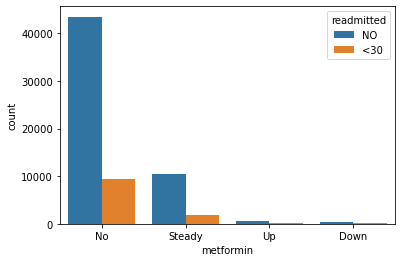 readmitted
NO
<30
count
40000
30000
20000
10000
0
No Steady Up Down
metformin